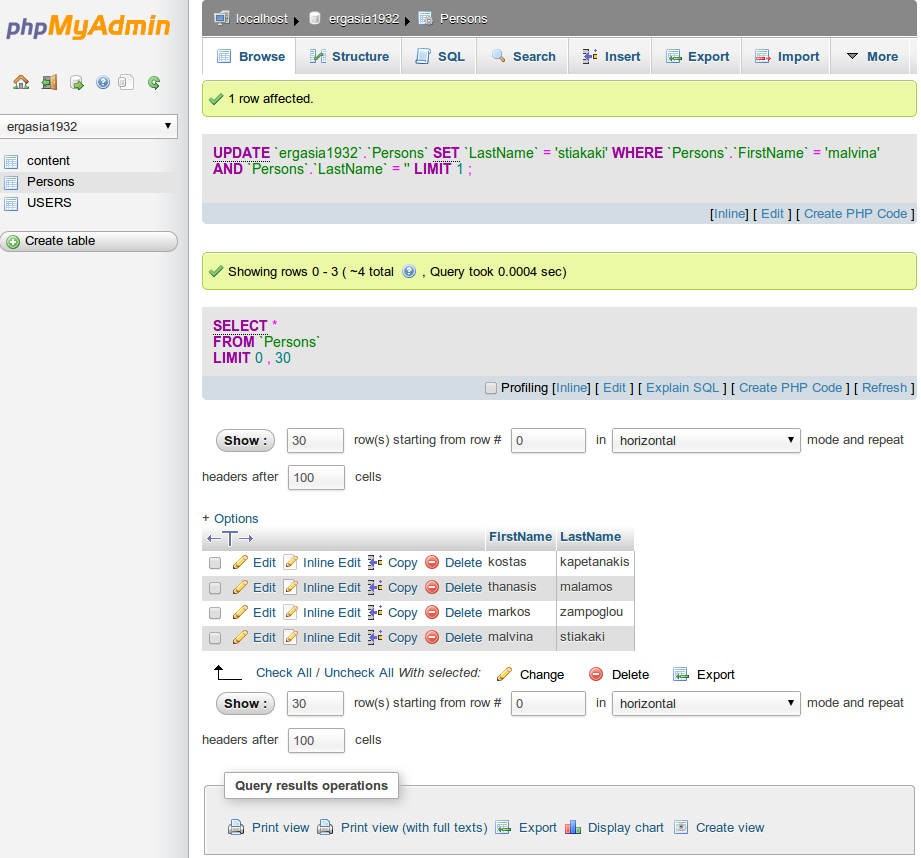 phpMyAdmin
localhost ergasia1932 Persons
Browse Structure SQL Search Insert Export Import More
ergasia1932
content
Persons
USERS
Create table
1 row affected.
UPDATE `ergasia1932`.`Persons` SET `LastName` = 'stiakaki' WHERE `Persons`.`FirstName` = 'malvina'
AND `Persons`.`LastName` = '' LIMIT 1 ;
[Inline] [ Edit ] [ Create PHP Code ]
Showing rows 0 - 3 ( ~4 total , Query took 0.0004 sec)
SELECT *
FROM `Persons`
LIMIT 0 , 30
Profiling [Inline] [ Edit ] [ Explain SQL ] [ Create PHP Code ] [ Refresh ]
Show : 30 row(s) starting from row # 0 in horizontal mode and repeat
headers after 100 cells
+ Options
FirstName LastName
Edit Inline Edit Copy Delete kostas kapetanakis
Edit Inline Edit Copy Delete thanasis malamos
Edit Inline Edit Copy Delete markos zampoglou
Edit Inline Edit Copy Delete malvina stiakaki
Check All / Uncheck All With selected: Change Delete Export
Show : 30 row(s) starting from row # 0 in horizontal mode and repeat
headers after 100 cells
Query results operations
Print view Print view (with full texts) Export Display chart Create view